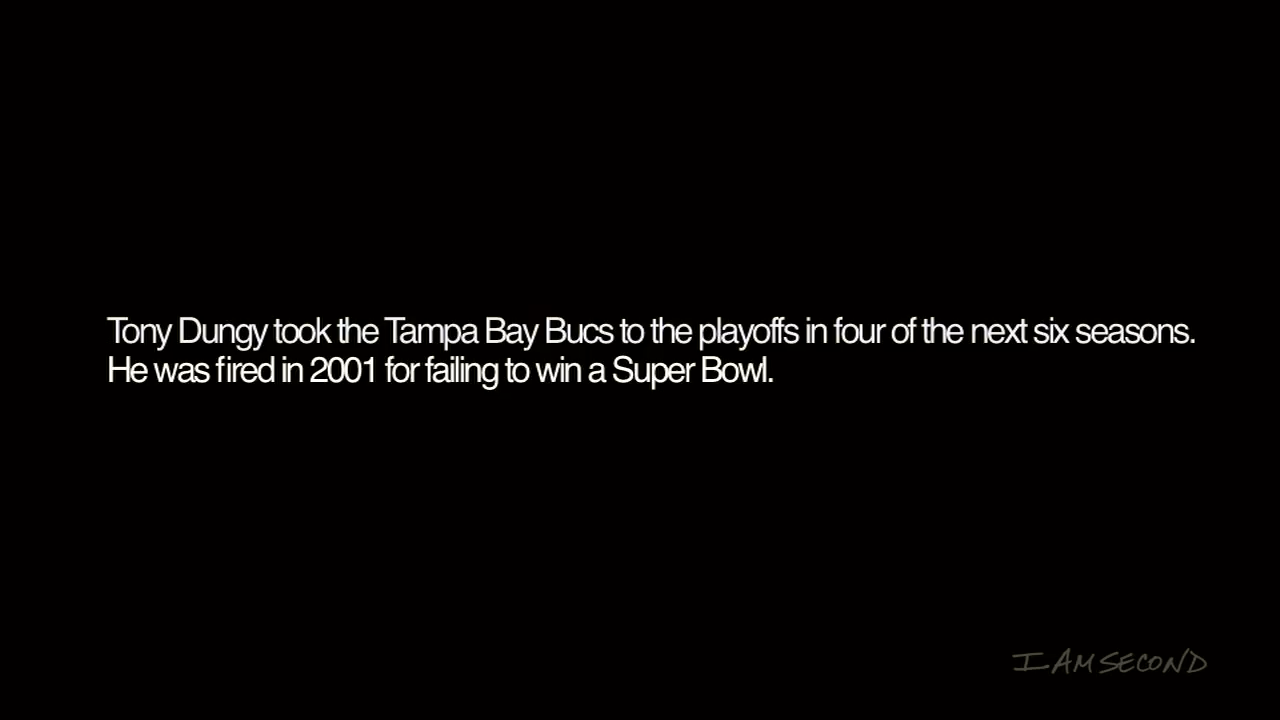 Tony Dungy took the Tampa Bay Bucs to the playoffs in four of the next six seasons.
He was fired in 2001 for failing to win a Super Bowl.
I AM SECOND